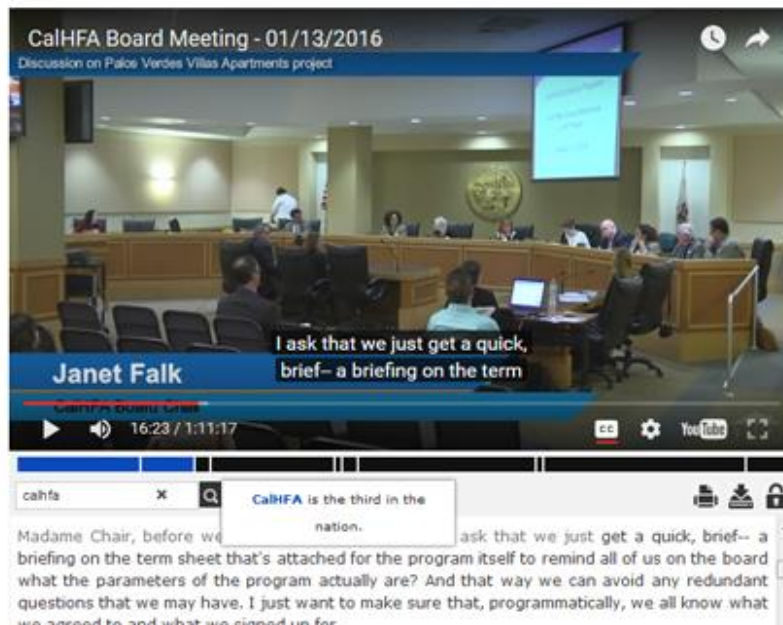 CalHFA Board Meeting - 01/13/2016
Discussion on Palos Verdes Villas Apartments project
I ask that we just get a quick,
brief-- a briefing on the term
Janet Falk
CalHFA Board Chair
16:23 / 1:11:17
CC
YouTube
calhfa x
CalHFA is the third in the
nation.
Madame Chair, before we ask that we just get a quick, brief-- a
briefing on the term sheet that's attached for the program itself to remind all of us on the board
what the parameters of the program actually are? And that way we can avoid any redundant
questions that we may have. I just want to make sure that, programmatically, we all know what
we agreed to and what we signed up for